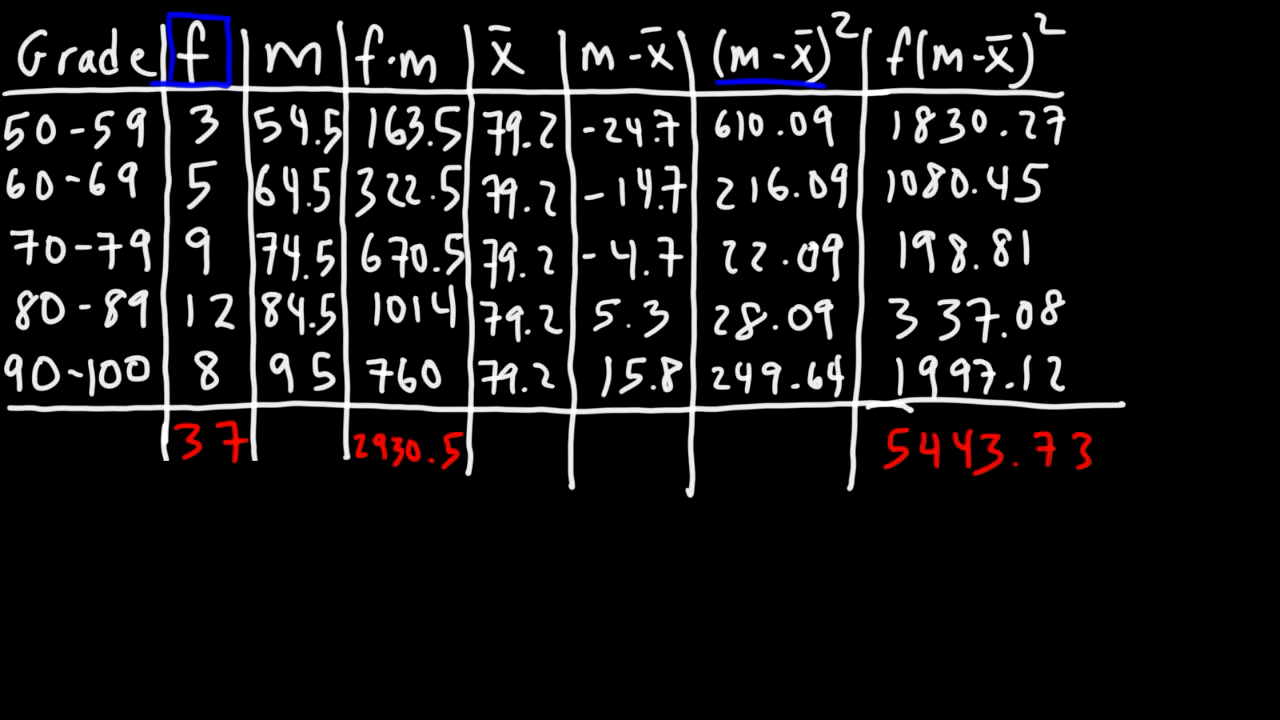 Grade f m f·m x̄ m-x̄ (m-x̄)² f(m-x̄)²
50-59 3 54.5 163.5 79.2 -24.7 610.09 1830.27
60-69 5 64.5 322.5 79.2 -14.7 216.09 1080.45
70-79 9 74.5 670.5 79.2 -4.7 22.09 198.81
80-89 12 84.5 1014 79.2 5.3 28.09 337.08
90-100 8 95 760 79.2 15.8 249.64 1997.12
37 2930.5 5443.73